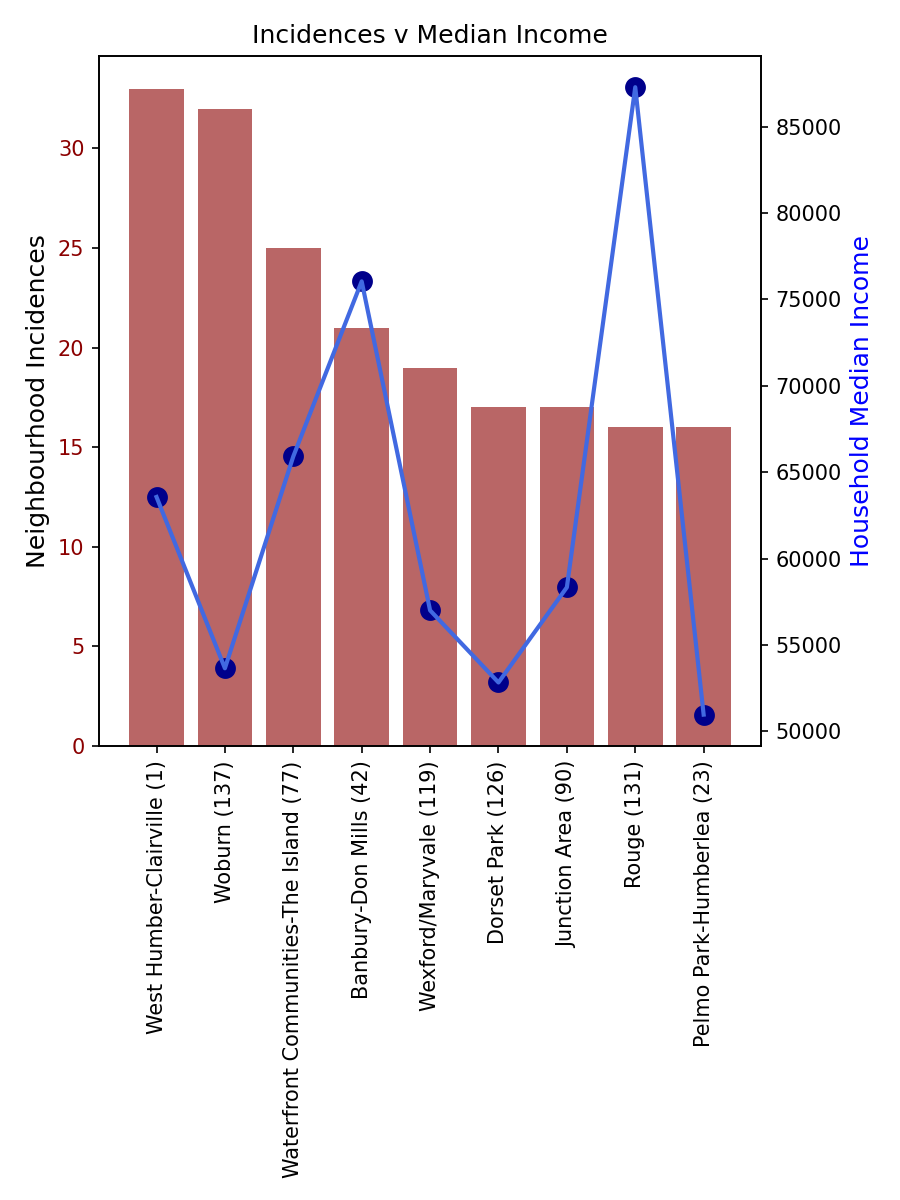 Incidences v Median Income
Neighbourhood Incidences
30
25
20
15
10
5
0
85000
80000
75000
70000
65000
60000
55000
50000
Household Median Income
West Humber-Clairville (1)
Woburn (137)
Waterfront Communities-The Island (77)
Banbury-Don Mills (42)
Wexford/Maryvale (119)
Dorset Park (126)
Junction Area (90)
Rouge (131)
Pelmo Park-Humberlea (23)